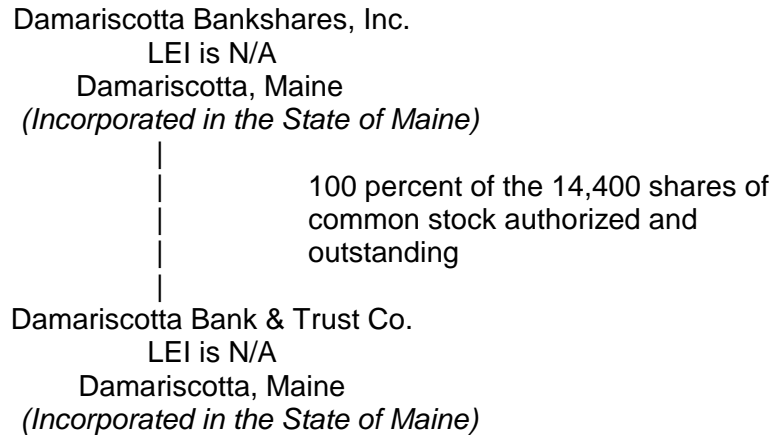 Damariscotta Bankshares, Inc.
LEI is N/A
Damariscotta, Maine
(Incorporated in the State of Maine)
|
| 100 percent of the 14,400 shares of
| common stock authorized and
| outstanding
|
Damariscotta Bank & Trust Co.
LEI is N/A
Damariscotta, Maine
(Incorporated in the State of Maine)